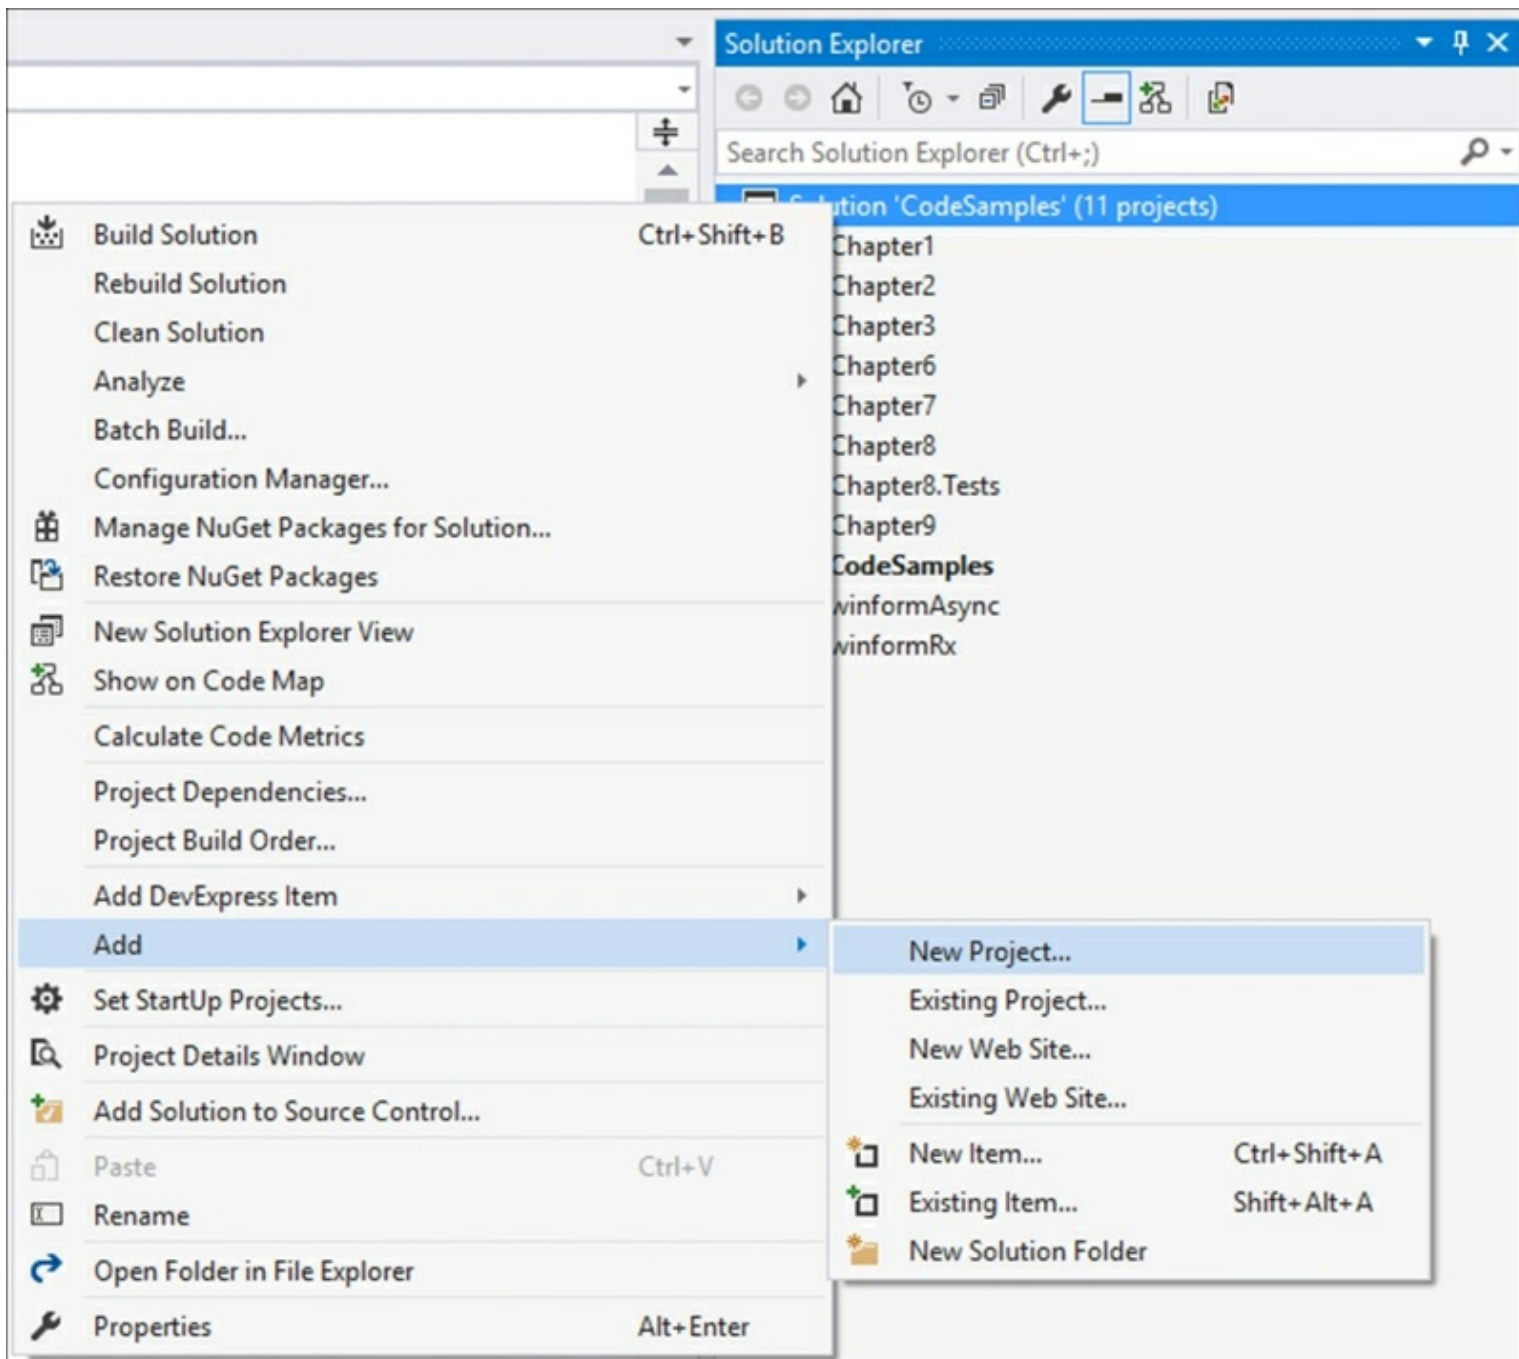 Solution Explorer
Search Solution Explorer (Ctrl+;)
Solution 'CodeSamples' (11 projects)
Chapter1
Chapter2
Chapter3
Chapter6
Chapter7
Chapter8
Chapter8.Tests
Chapter9
CodeSamples
winformAsync
winformRx
Build Solution Ctrl+Shift+B
Rebuild Solution
Clean Solution
Analyze
Batch Build...
Configuration Manager...
Manage NuGet Packages for Solution...
Restore NuGet Packages
New Solution Explorer View
Show on Code Map
Calculate Code Metrics
Project Dependencies...
Project Build Order...
Add DevExpress Item
Add
Set StartUp Projects...
Project Details Window
Add Solution to Source Control...
Paste Ctrl+V
Rename
Open Folder in File Explorer
Properties Alt+Enter
New Project...
Existing Project...
New Web Site...
Existing Web Site...
New Item... Ctrl+Shift+A
Existing Item... Shift+Alt+A
New Solution Folder